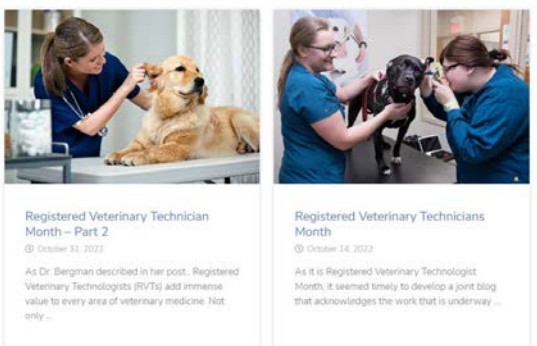 Registered Veterinary Technician
Month – Part 2
October 31, 2022
As Dr. Bergman described in her post, Registered
Veterinary Technologists (RVTs) add immense
value to every area of veterinary medicine. Not
only ...
Registered Veterinary Technicians
Month
October 14, 2022
As it is Registered Veterinary Technologist
Month, it seemed timely to develop a joint blog
that acknowledges the work that is underway ...